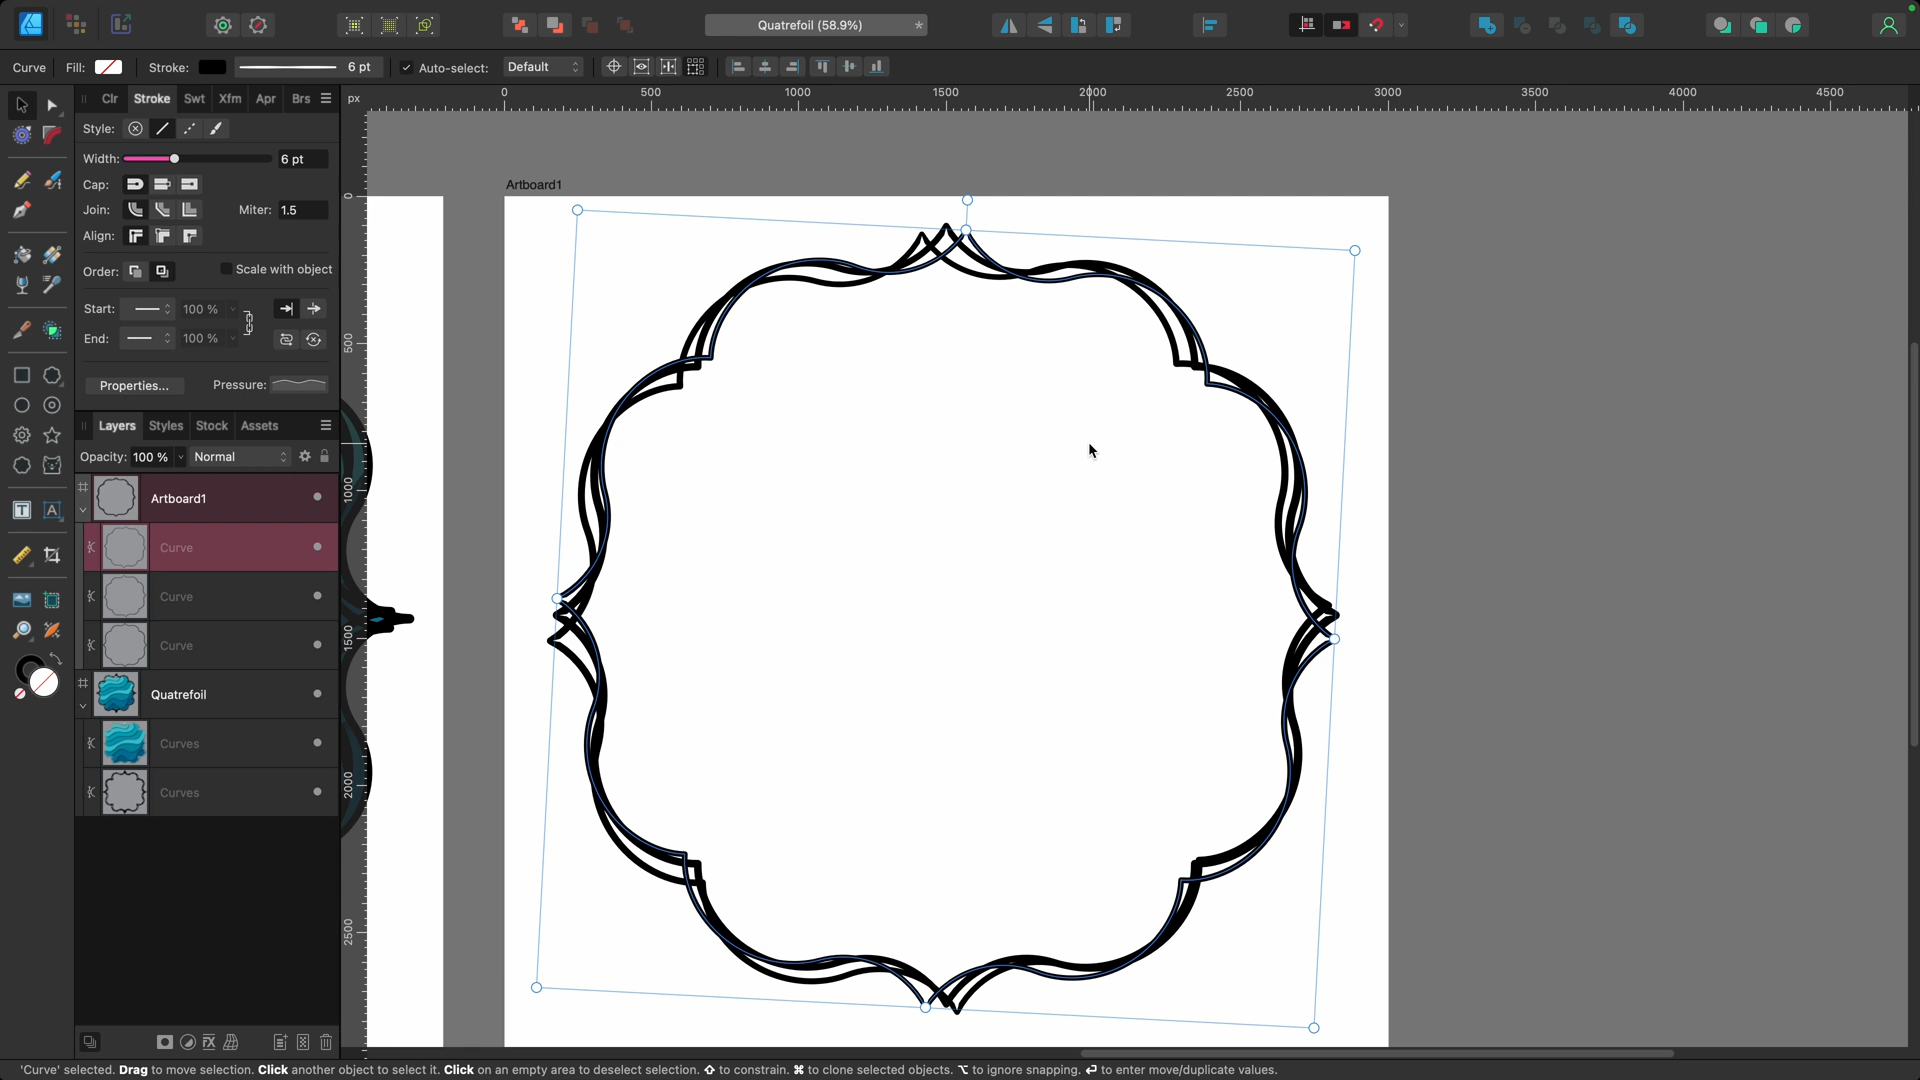 Quatrefoil (58.9%) *
Curve Fill: Stroke: 6 pt Auto-select: Default
Clr Stroke Swt Xfm Apr Brs
px 0 500 1000 1500 2000 2500 3000 3500 4000 4500
Style:
Width: 6 pt
Cap:
Join: Miter: 1.5
Align:
Order: Scale with object
Start: 100 %
End: 100 %
Properties... Pressure:
Layers Styles Stock Assets
Opacity: 100 % Normal
Artboard1
Curve
Curve
Curve
Quatrefoil
Curves
Curves
Artboard1
0
500
1000
1500
2000
2500
'Curve' selected. Drag to move selection. Click another object to select it. Click on an empty area to deselect selection. ⇧ to constrain. ⌘ to clone selected objects. ⌥ to ignore snapping. ↩ to enter move/duplicate values.